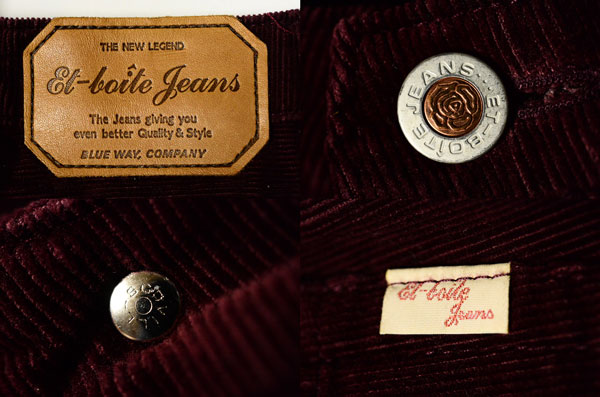 THE NEW LEGEND
Et-boîte Jeans
The Jeans giving you
even better Quality & Style
BLUE WAY, COMPANY
JEANS...ET-BOÎTE
Et-boîte
Jeans